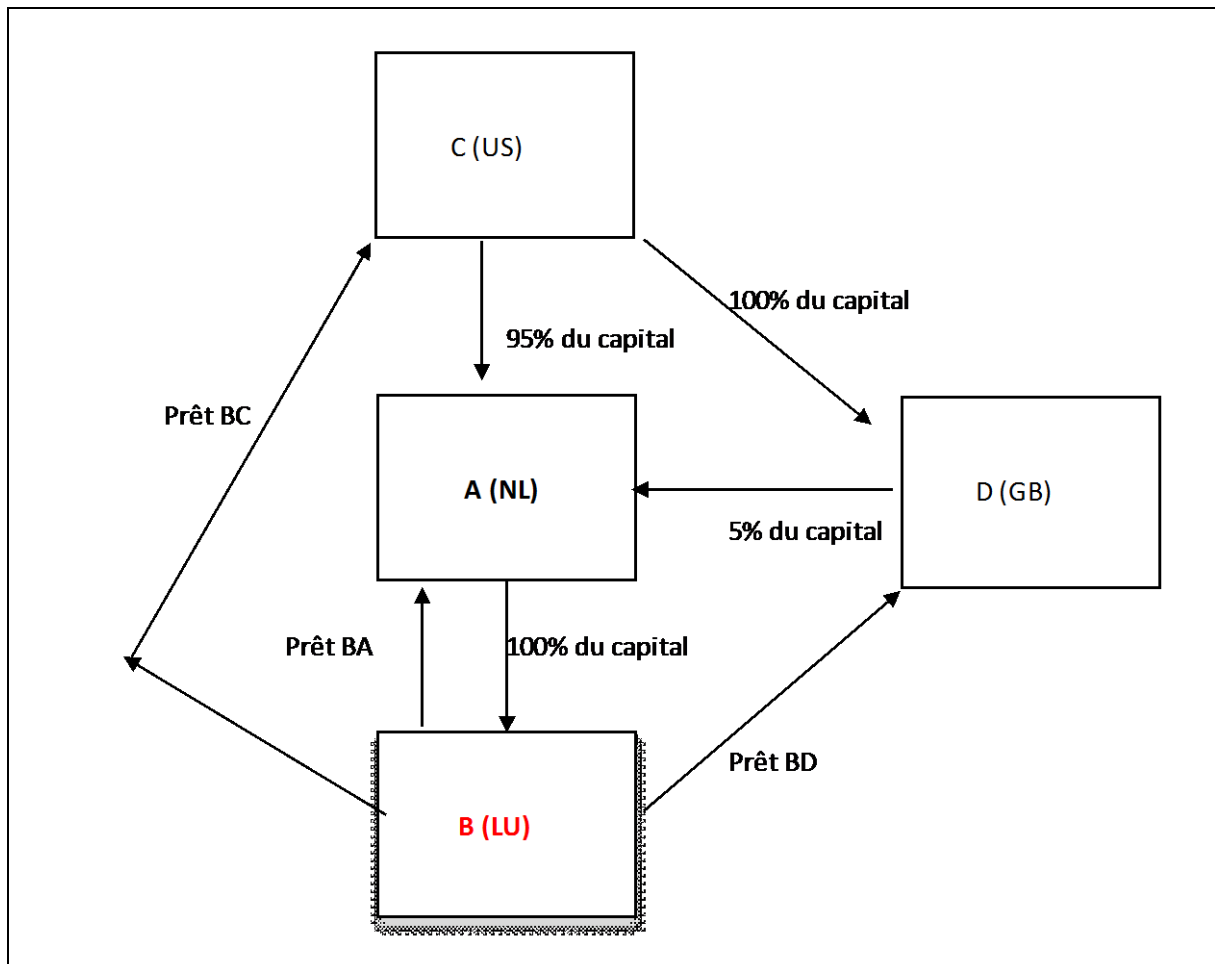 C (US)
100% du capital
95% du capital
Prêt BC
A (NL)
D (GB)
5% du capital
Prêt BA
100% du capital
Prêt BD
B (LU)